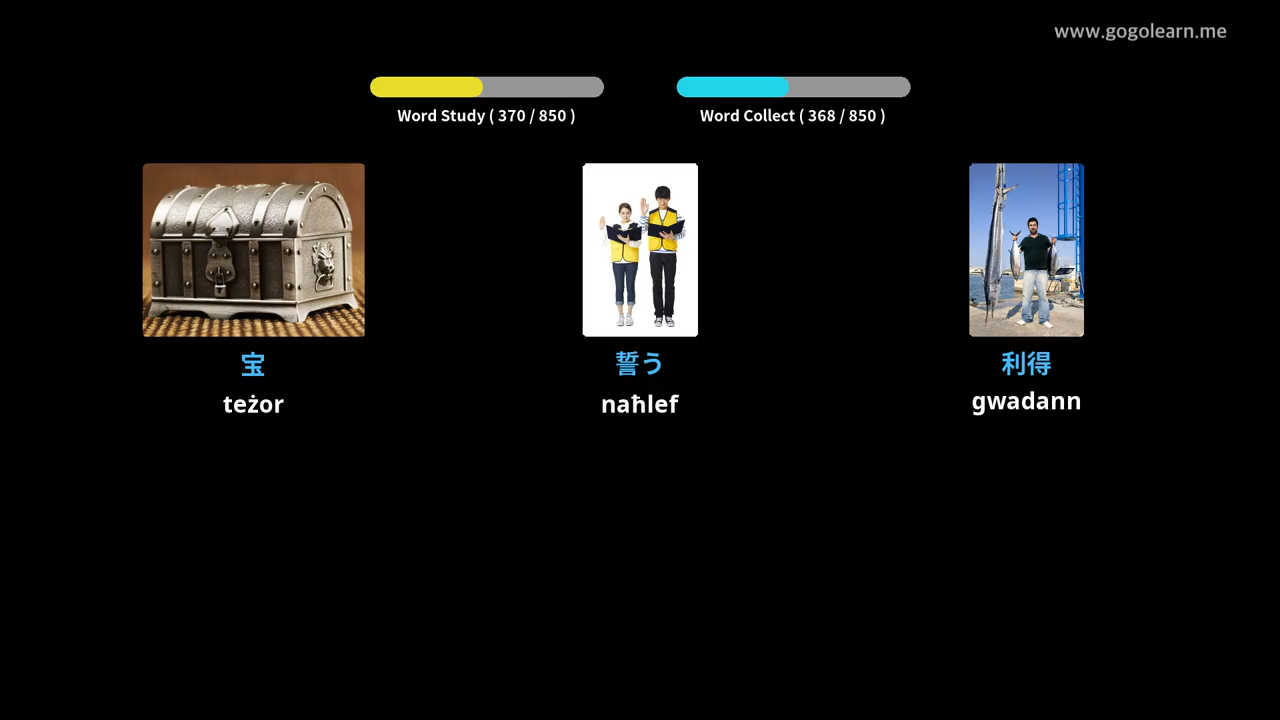 www.gogolearn.me
Word Study ( 370 / 850 )
Word Collect ( 368 / 850 )
宝
誓う
利得
teżor
naħlef
gwadann